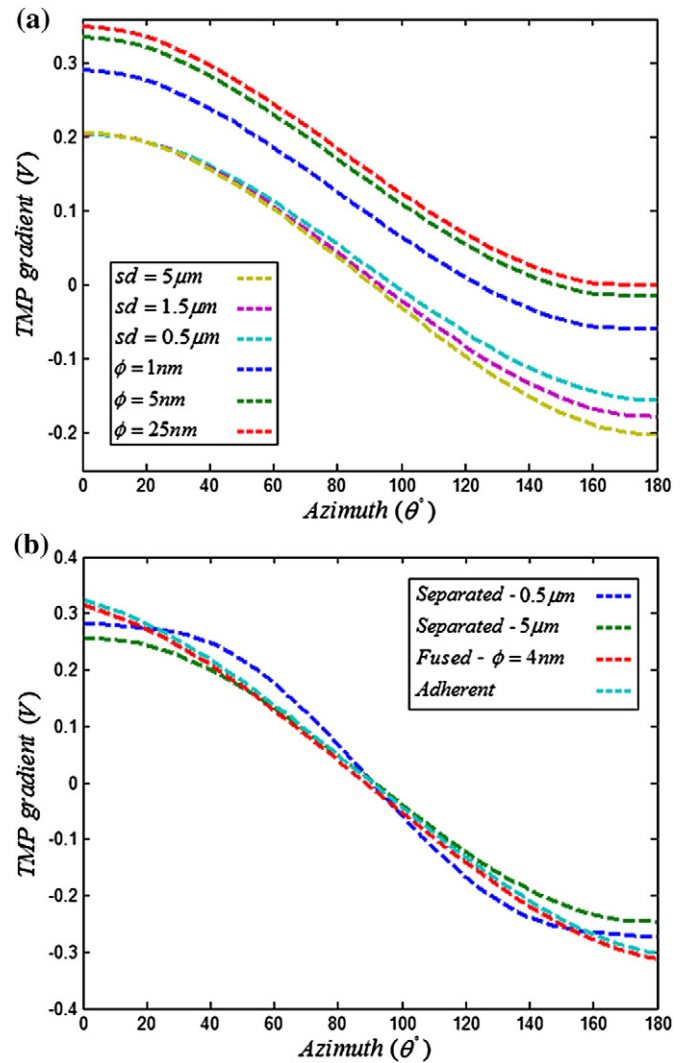 (a)
0.3
0.2
0.1
0
-0.1
-0.2
TMP gradient (V)
sd = 5μm
sd = 1.5μm
sd = 0.5μm
ϕ = 1nm
ϕ = 5nm
ϕ = 25nm
0 20 40 60 80 100 120 140 160 180
Azimuth (θ°)
(b)
0.4
0.3
0.2
0.1
0
-0.1
-0.2
-0.3
-0.4
TMP gradient (V)
Separated - 0.5μm
Separated - 5μm
Fused - ϕ = 4nm
Adherent
0 20 40 60 80 100 120 140 160 180
Azimuth (θ°)